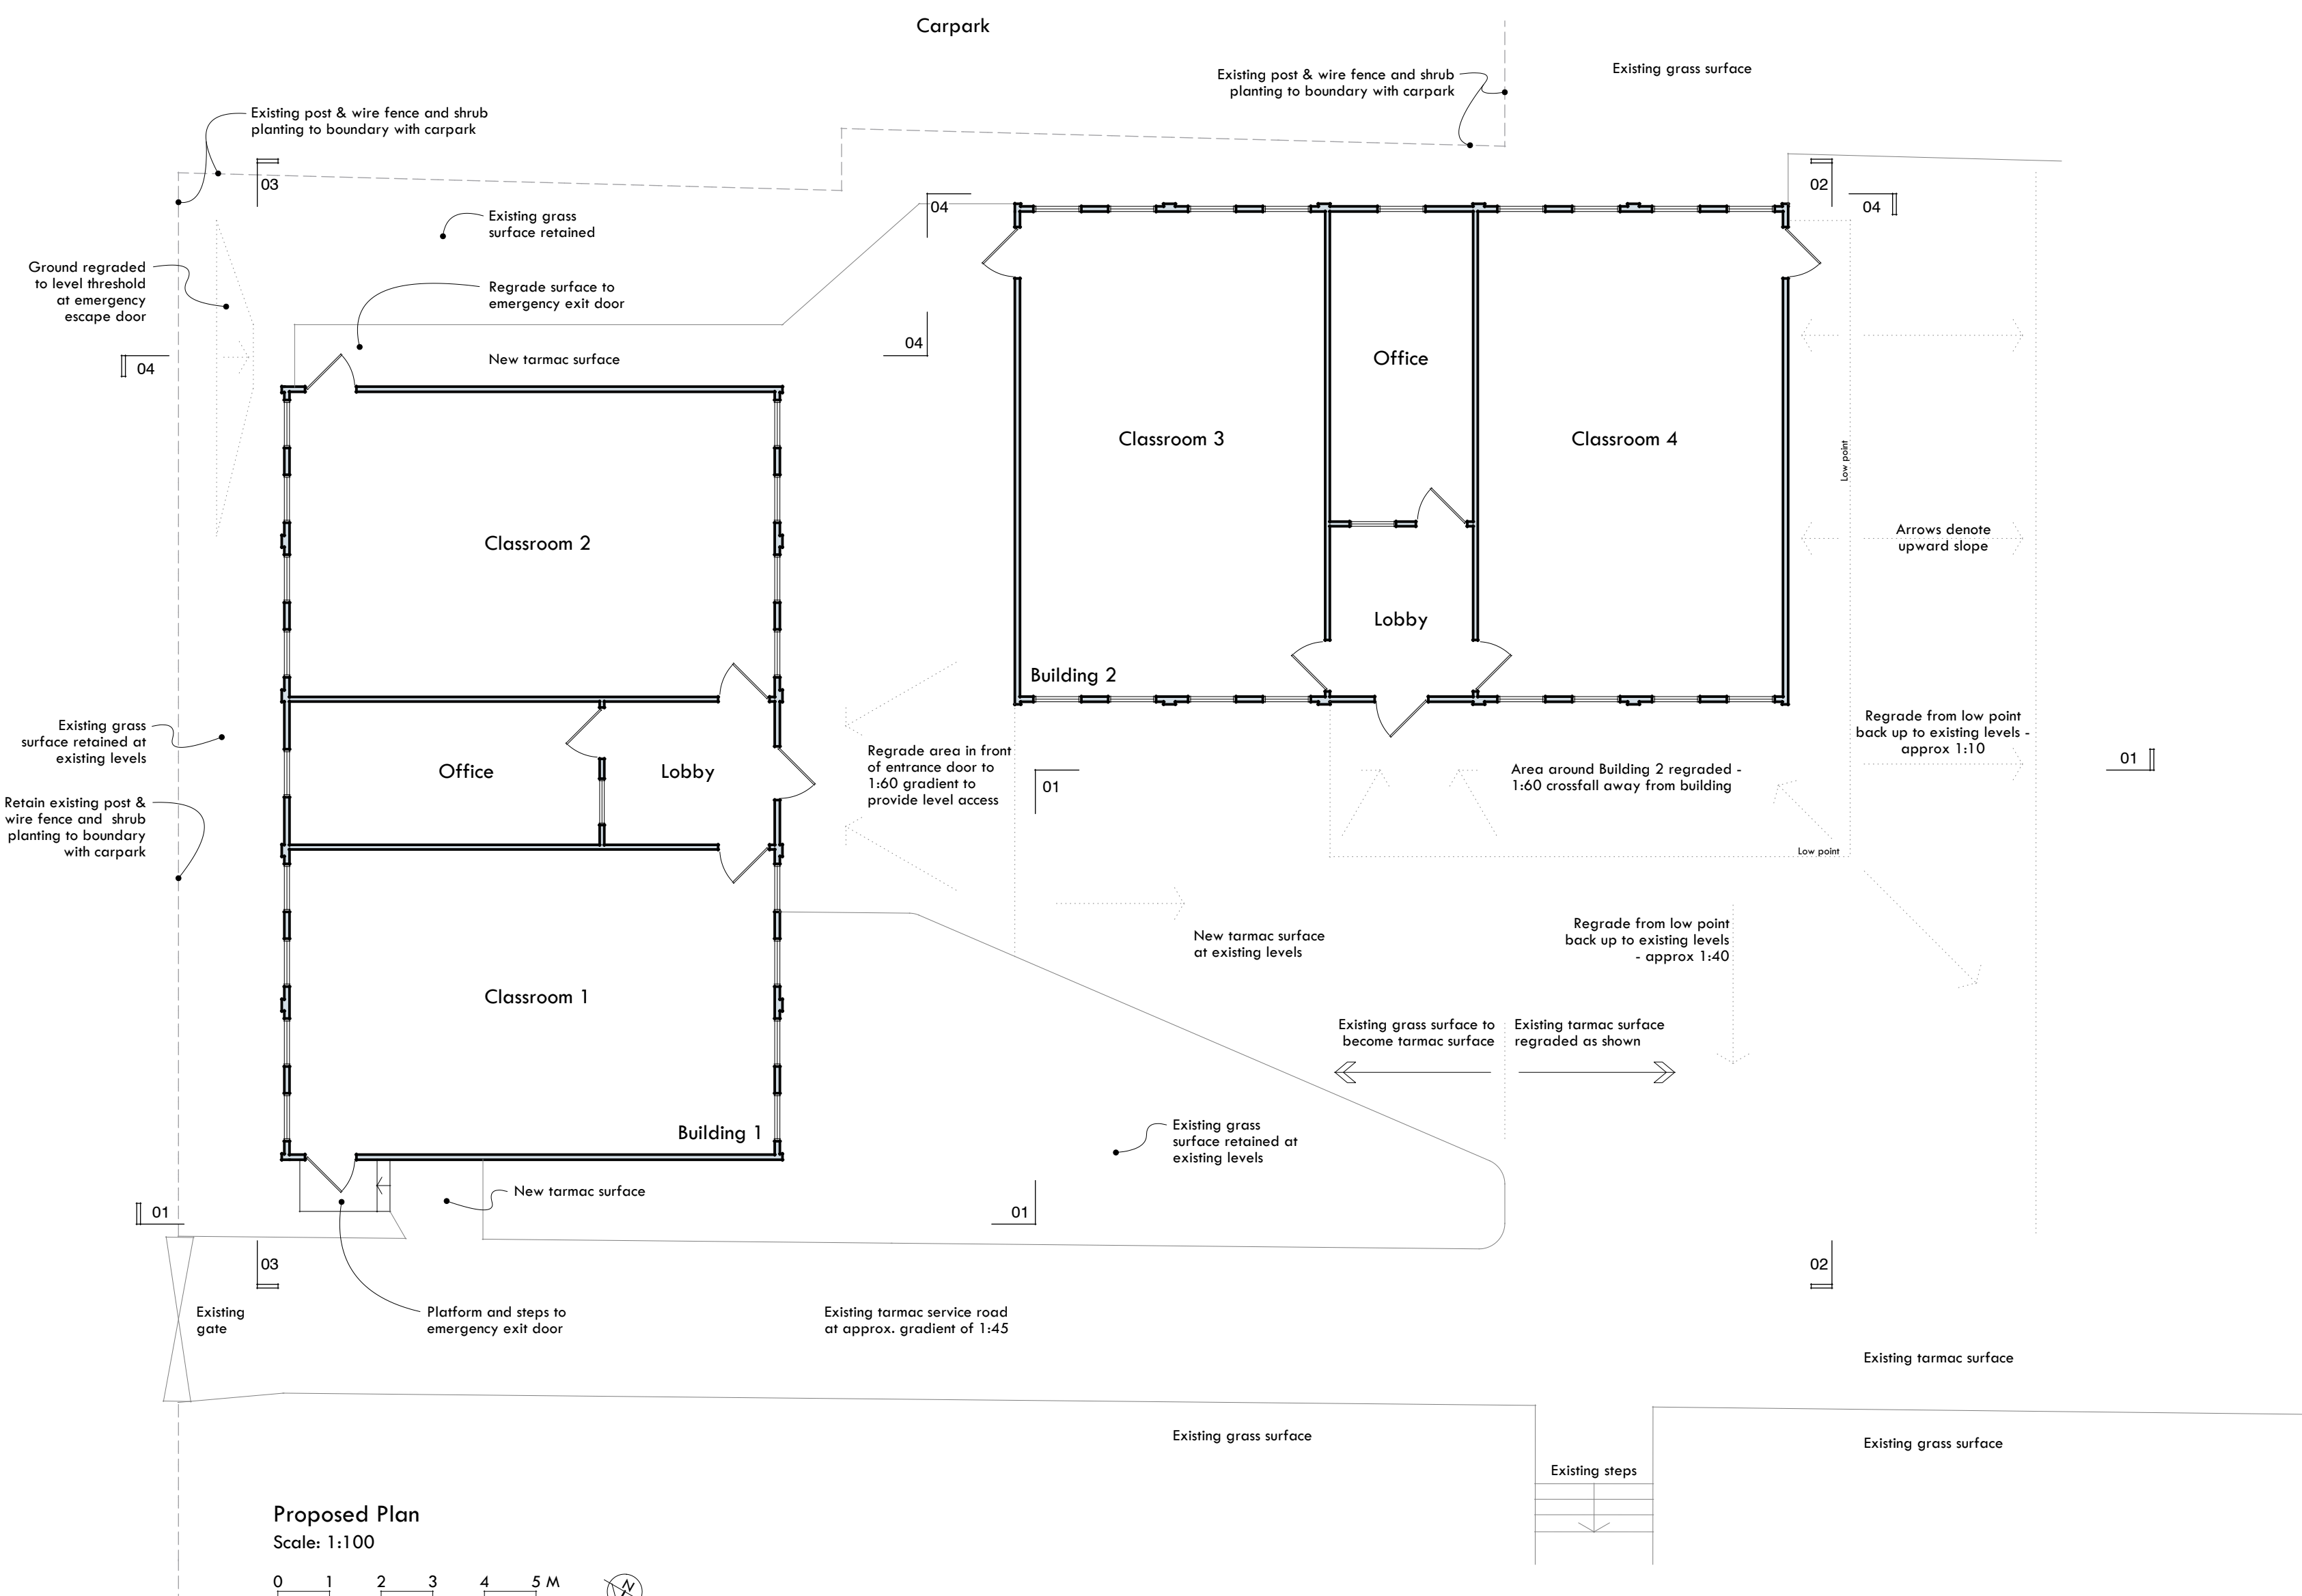 Carpark
Existing grass surface
Existing post & wire fence and shrub
planting to boundary with carpark
Existing post & wire fence and shrub
planting to boundary with carpark
03
02
04
04
Existing grass
surface retained
Ground regraded
to level threshold
at emergency
escape door
Regrade surface to
emergency exit door
04
04
New tarmac surface
Office
Classroom 3
Classroom 4
Low point
Classroom 2
Arrows denote
upward slope
Lobby
Building 2
Existing grass
surface retained at
existing levels
Regrade from low point
back up to existing levels -
approx 1:10
Office
Lobby
Regrade area in front
of entrance door to
1:60 gradient to
provide level access
01
Area around Building 2 regraded -
1:60 crossfall away from building
01
Retain existing post &
wire fence and shrub
planting to boundary
with carpark
Low point
New tarmac surface
at existing levels
Regrade from low point
back up to existing levels
- approx 1:40
Classroom 1
Existing grass surface to
become tarmac surface
Existing tarmac surface
regraded as shown
Building 1
Existing grass
surface retained at
existing levels
New tarmac surface
01
01
03
02
Existing
gate
Platform and steps to
emergency exit door
Existing tarmac service road
at approx. gradient of 1:45
Existing tarmac surface
Existing grass surface
Existing grass surface
Existing steps
Proposed Plan
Scale: 1:100
0 1 2 3 4 5 M
N